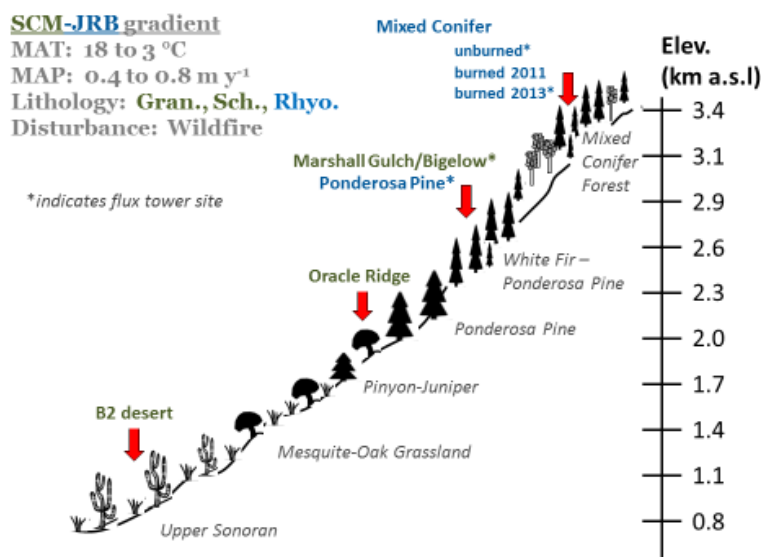 SCM-JRB gradient
MAT: 18 to 3 °C
MAP: 0.4 to 0.8 m y-1
Lithology: Gran., Sch., Rhyo.
Disturbance: Wildfire
*indicates flux tower site
Mixed Conifer
unburned*
burned 2011
burned 2013*
Marshall Gulch/Bigelow*
Ponderosa Pine*
Oracle Ridge
B2 desert
Mixed
Conifer
Forest
White Fir –
Ponderosa Pine
Ponderosa Pine
Pinyon-Juniper
Mesquite-Oak Grassland
Upper Sonoran
Elev.
(km a.s.l)
3.4
3.1
2.9
2.6
2.3
2.0
1.7
1.4
1.1
0.8